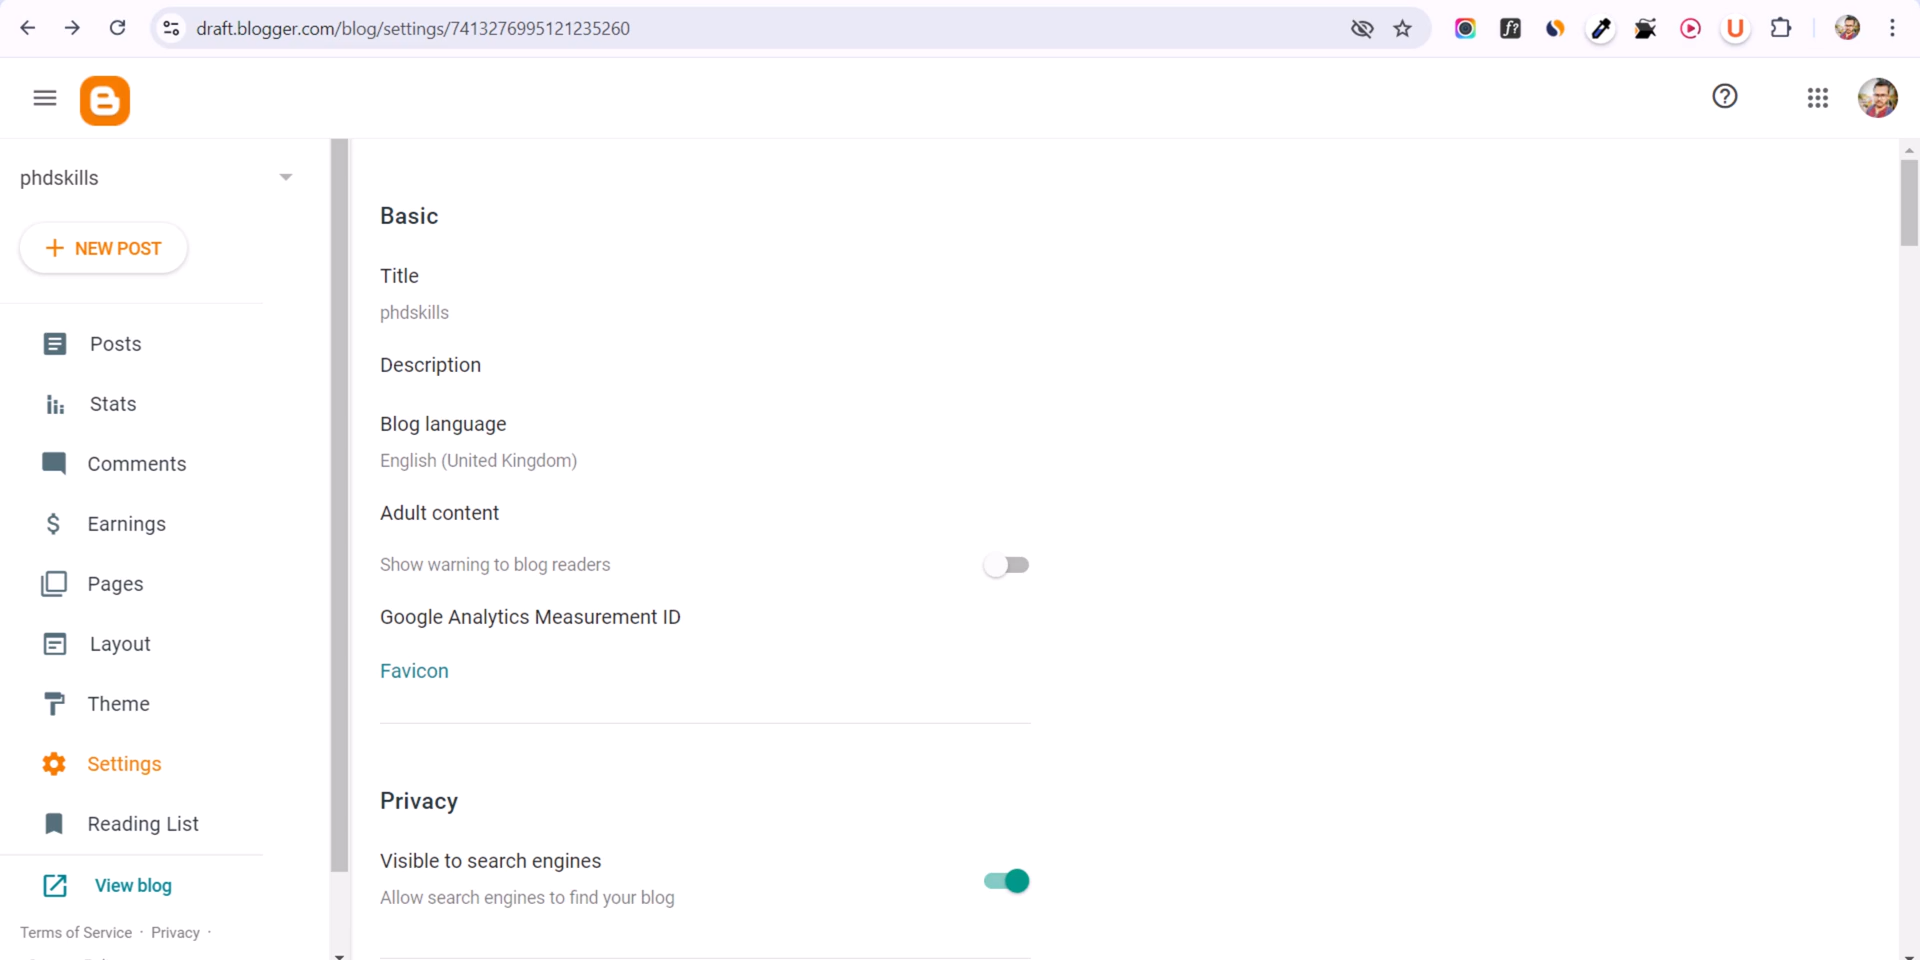 draft.blogger.com/blog/settings/7413276995121235260
f?
U
phdskills
NEW POST
Posts
Stats
Comments
Earnings
Pages
Layout
Theme
Settings
Reading List
View blog
Terms of Service · Privacy ·
Basic
Title
phdskills
Description
Blog language
English (United Kingdom)
Adult content
Show warning to blog readers
Google Analytics Measurement ID
Favicon
Privacy
Visible to search engines
Allow search engines to find your blog